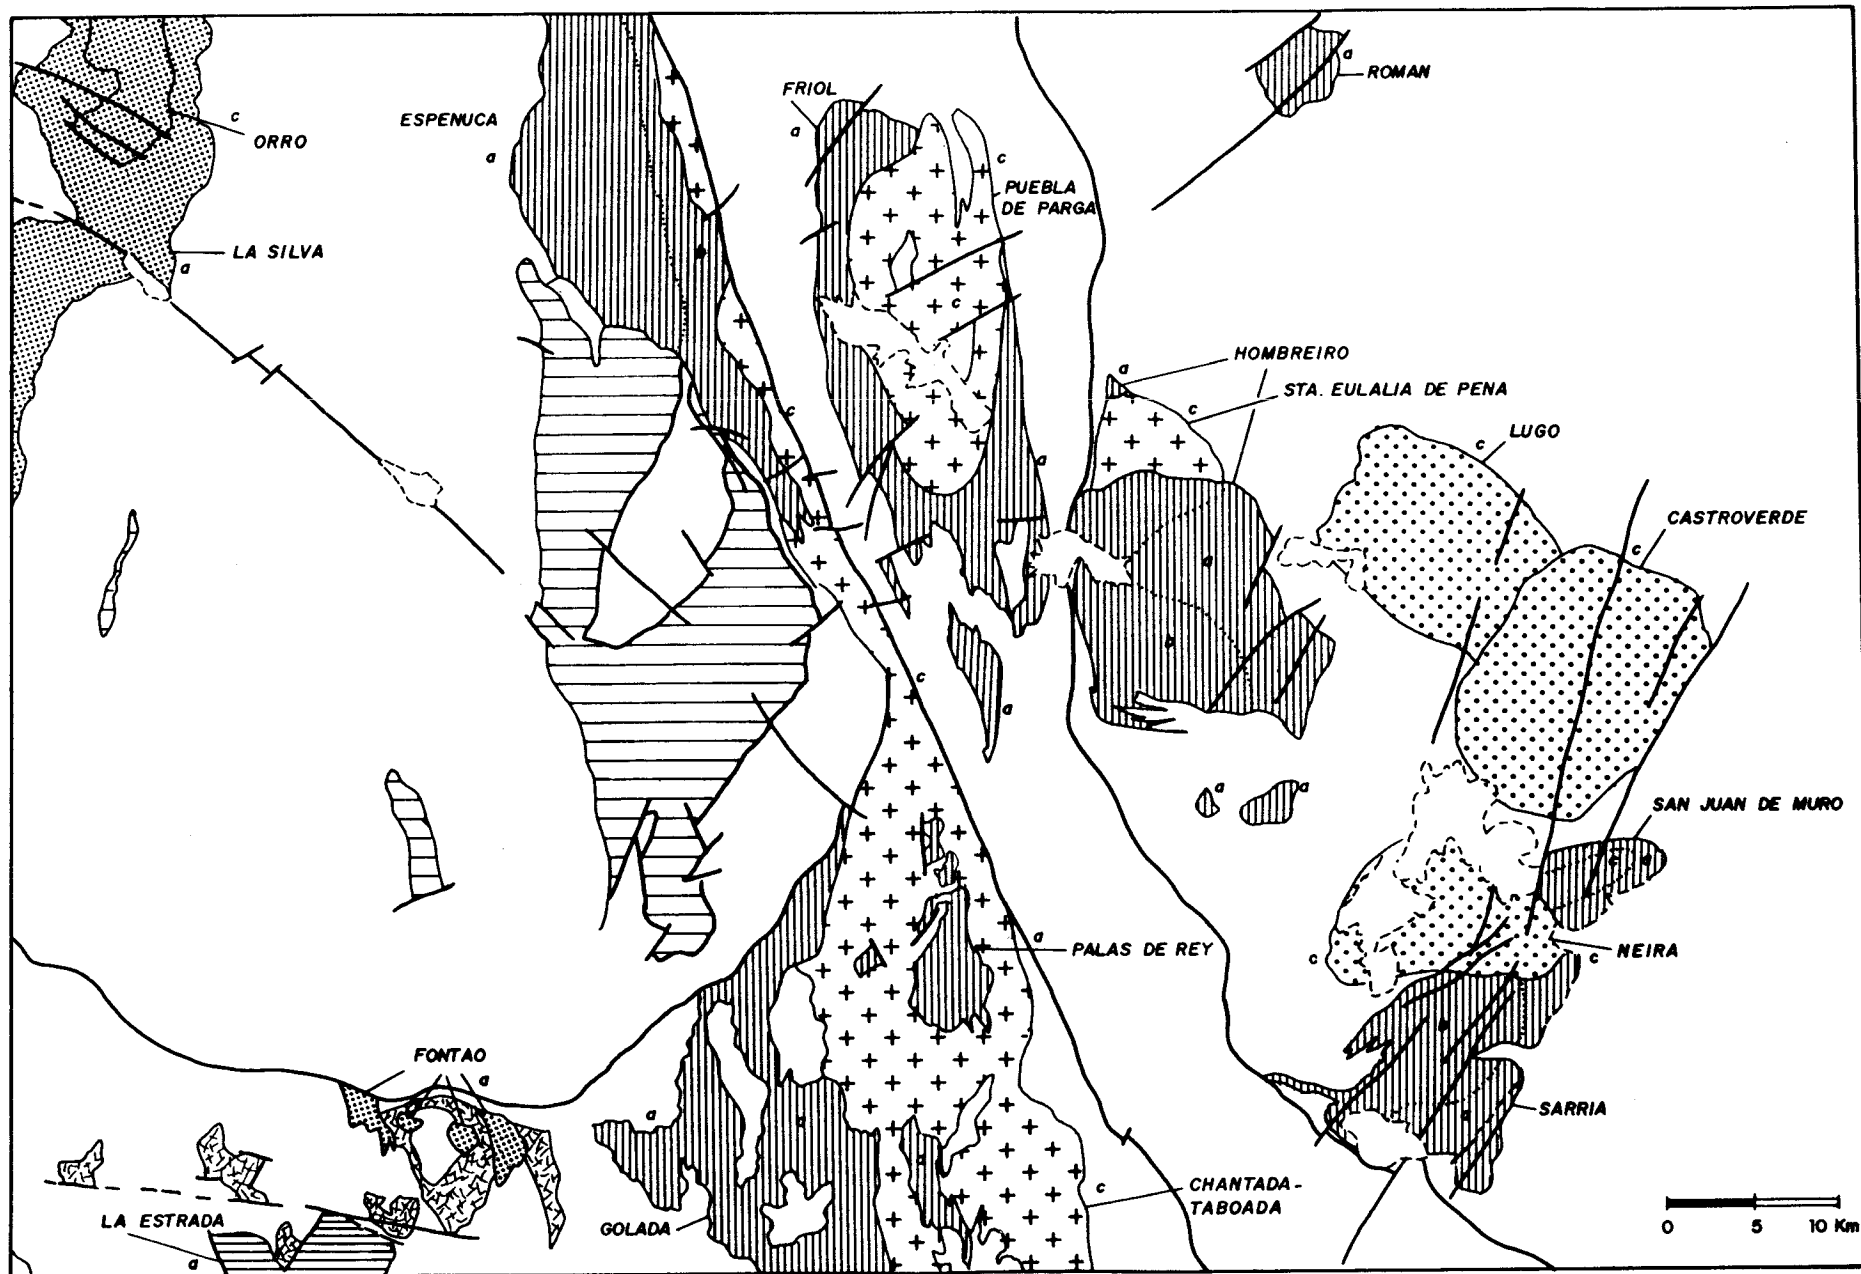 ROMAN
a
FRIOL
a
c
ORRO
ESPENUCA
a
c
PUEBLA
DE PARGA
LA SILVA
a
b
c
HOMBREIRO
a
STA. EULALIA DE PENA
c
c
LUGO
c
a
CASTROVERDE
c
a
b
c
a
a
a
SAN JUAN DE MURO
c
a
NEIRA
c
c
a
PALAS DE REY
b
FONTAO
a
a
SARRIA
a
CHANTADA-
TABOADA
c
GOLADA
LA ESTRADA
a
0 5 10 Km